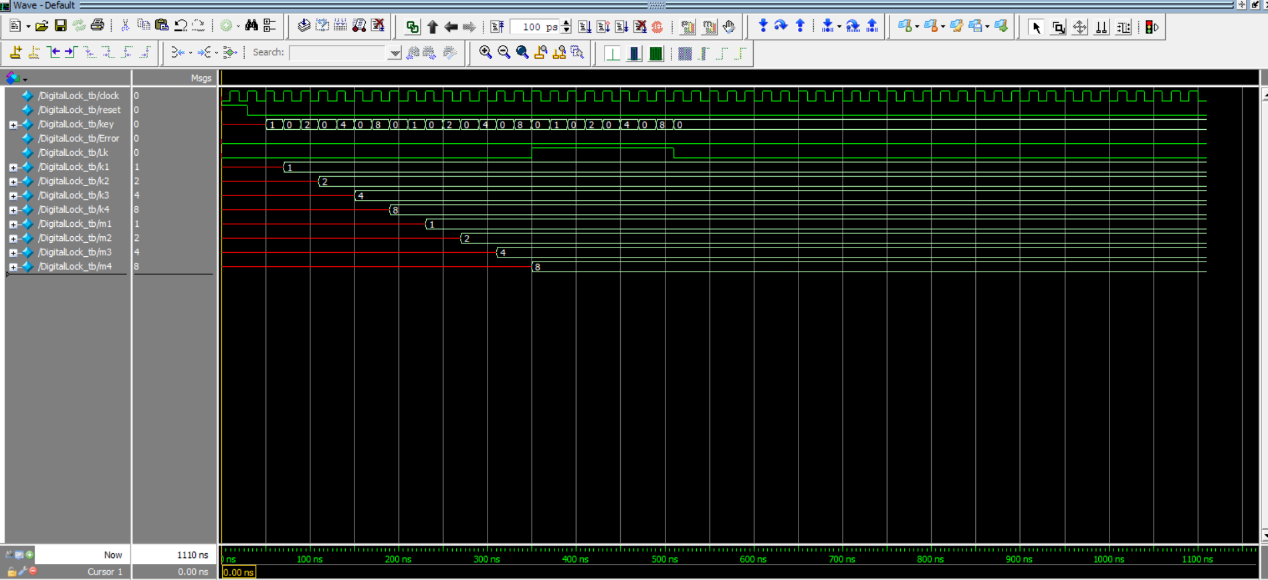 Wave - Default
100 ps
Search:
Msgs
/DigitalLock_tb/clock 0
/DigitalLock_tb/reset 0
/DigitalLock_tb/key 0 1 0 2 0 4 0 8 0 1 0 2 0 4 0 8 0 1 0 2 0 4 0 8 0
/DigitalLock_tb/Error 0
/DigitalLock_tb/Lk 0
/DigitalLock_tb/k1 1 1
/DigitalLock_tb/k2 2 2
/DigitalLock_tb/k3 4 4
/DigitalLock_tb/k4 8 8
/DigitalLock_tb/m1 1 1
/DigitalLock_tb/m2 2 2
/DigitalLock_tb/m3 4 4
/DigitalLock_tb/m4 8 8
Now 1110 ns ns 100 ns 200 ns 300 ns 400 ns 500 ns 600 ns 700 ns 800 ns 900 ns 1000 ns 1100 ns
Cursor 1 0.00 ns 0.00 ns